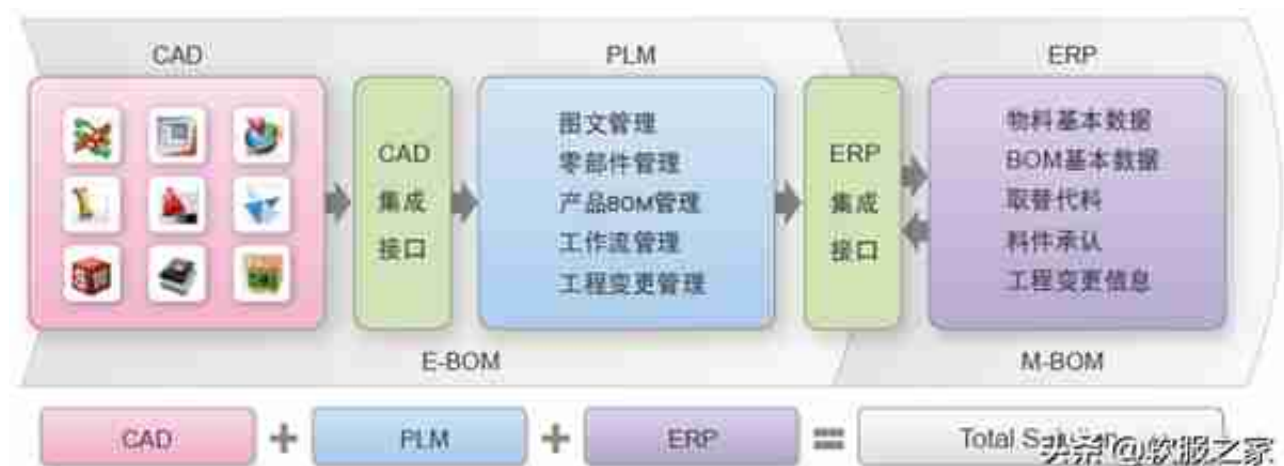 CAD
PLM
ERP
CAD
集成
接口
图文管理
零部件管理
产品BOM管理
工作流管理
工程变更管理
ERP
集成
接口
物料基本数据
BOM基本数据
取替代料
料件承认
工程变更信息
E-BOM
M-BOM
CAD + PLM + ERP = Total Solution
头条@软服之家